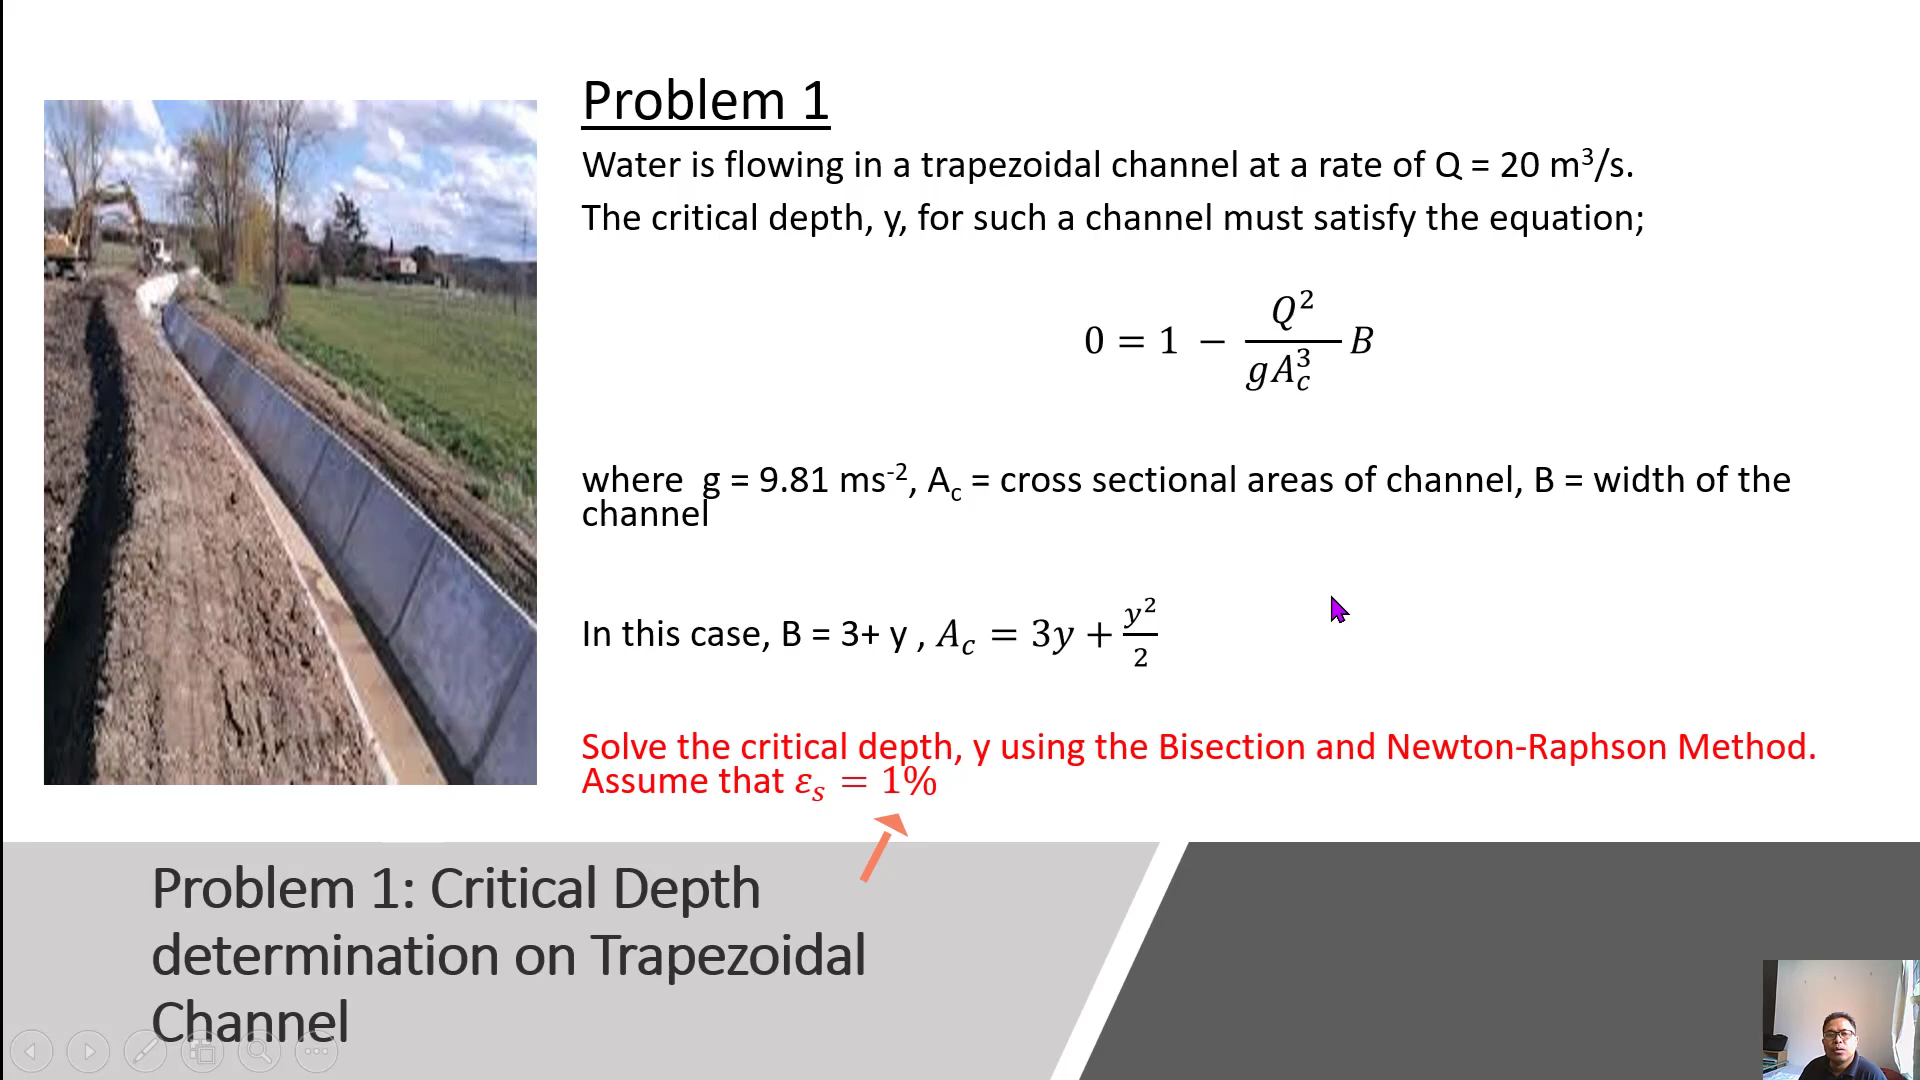 Problem 1
Water is flowing in a trapezoidal channel at a rate of Q = 20 m³/s.
The critical depth, y, for such a channel must satisfy the equation;
0 = 1 − Q²/(gA_c³) B
where g = 9.81 ms⁻², A_c = cross sectional areas of channel, B = width of the
channel
In this case, B = 3+ y , A_c = 3y + y²/2
Solve the critical depth, y using the Bisection and Newton-Raphson Method.
Assume that ε_s = 1%
Problem 1: Critical Depth
determination on Trapezoidal
Channel